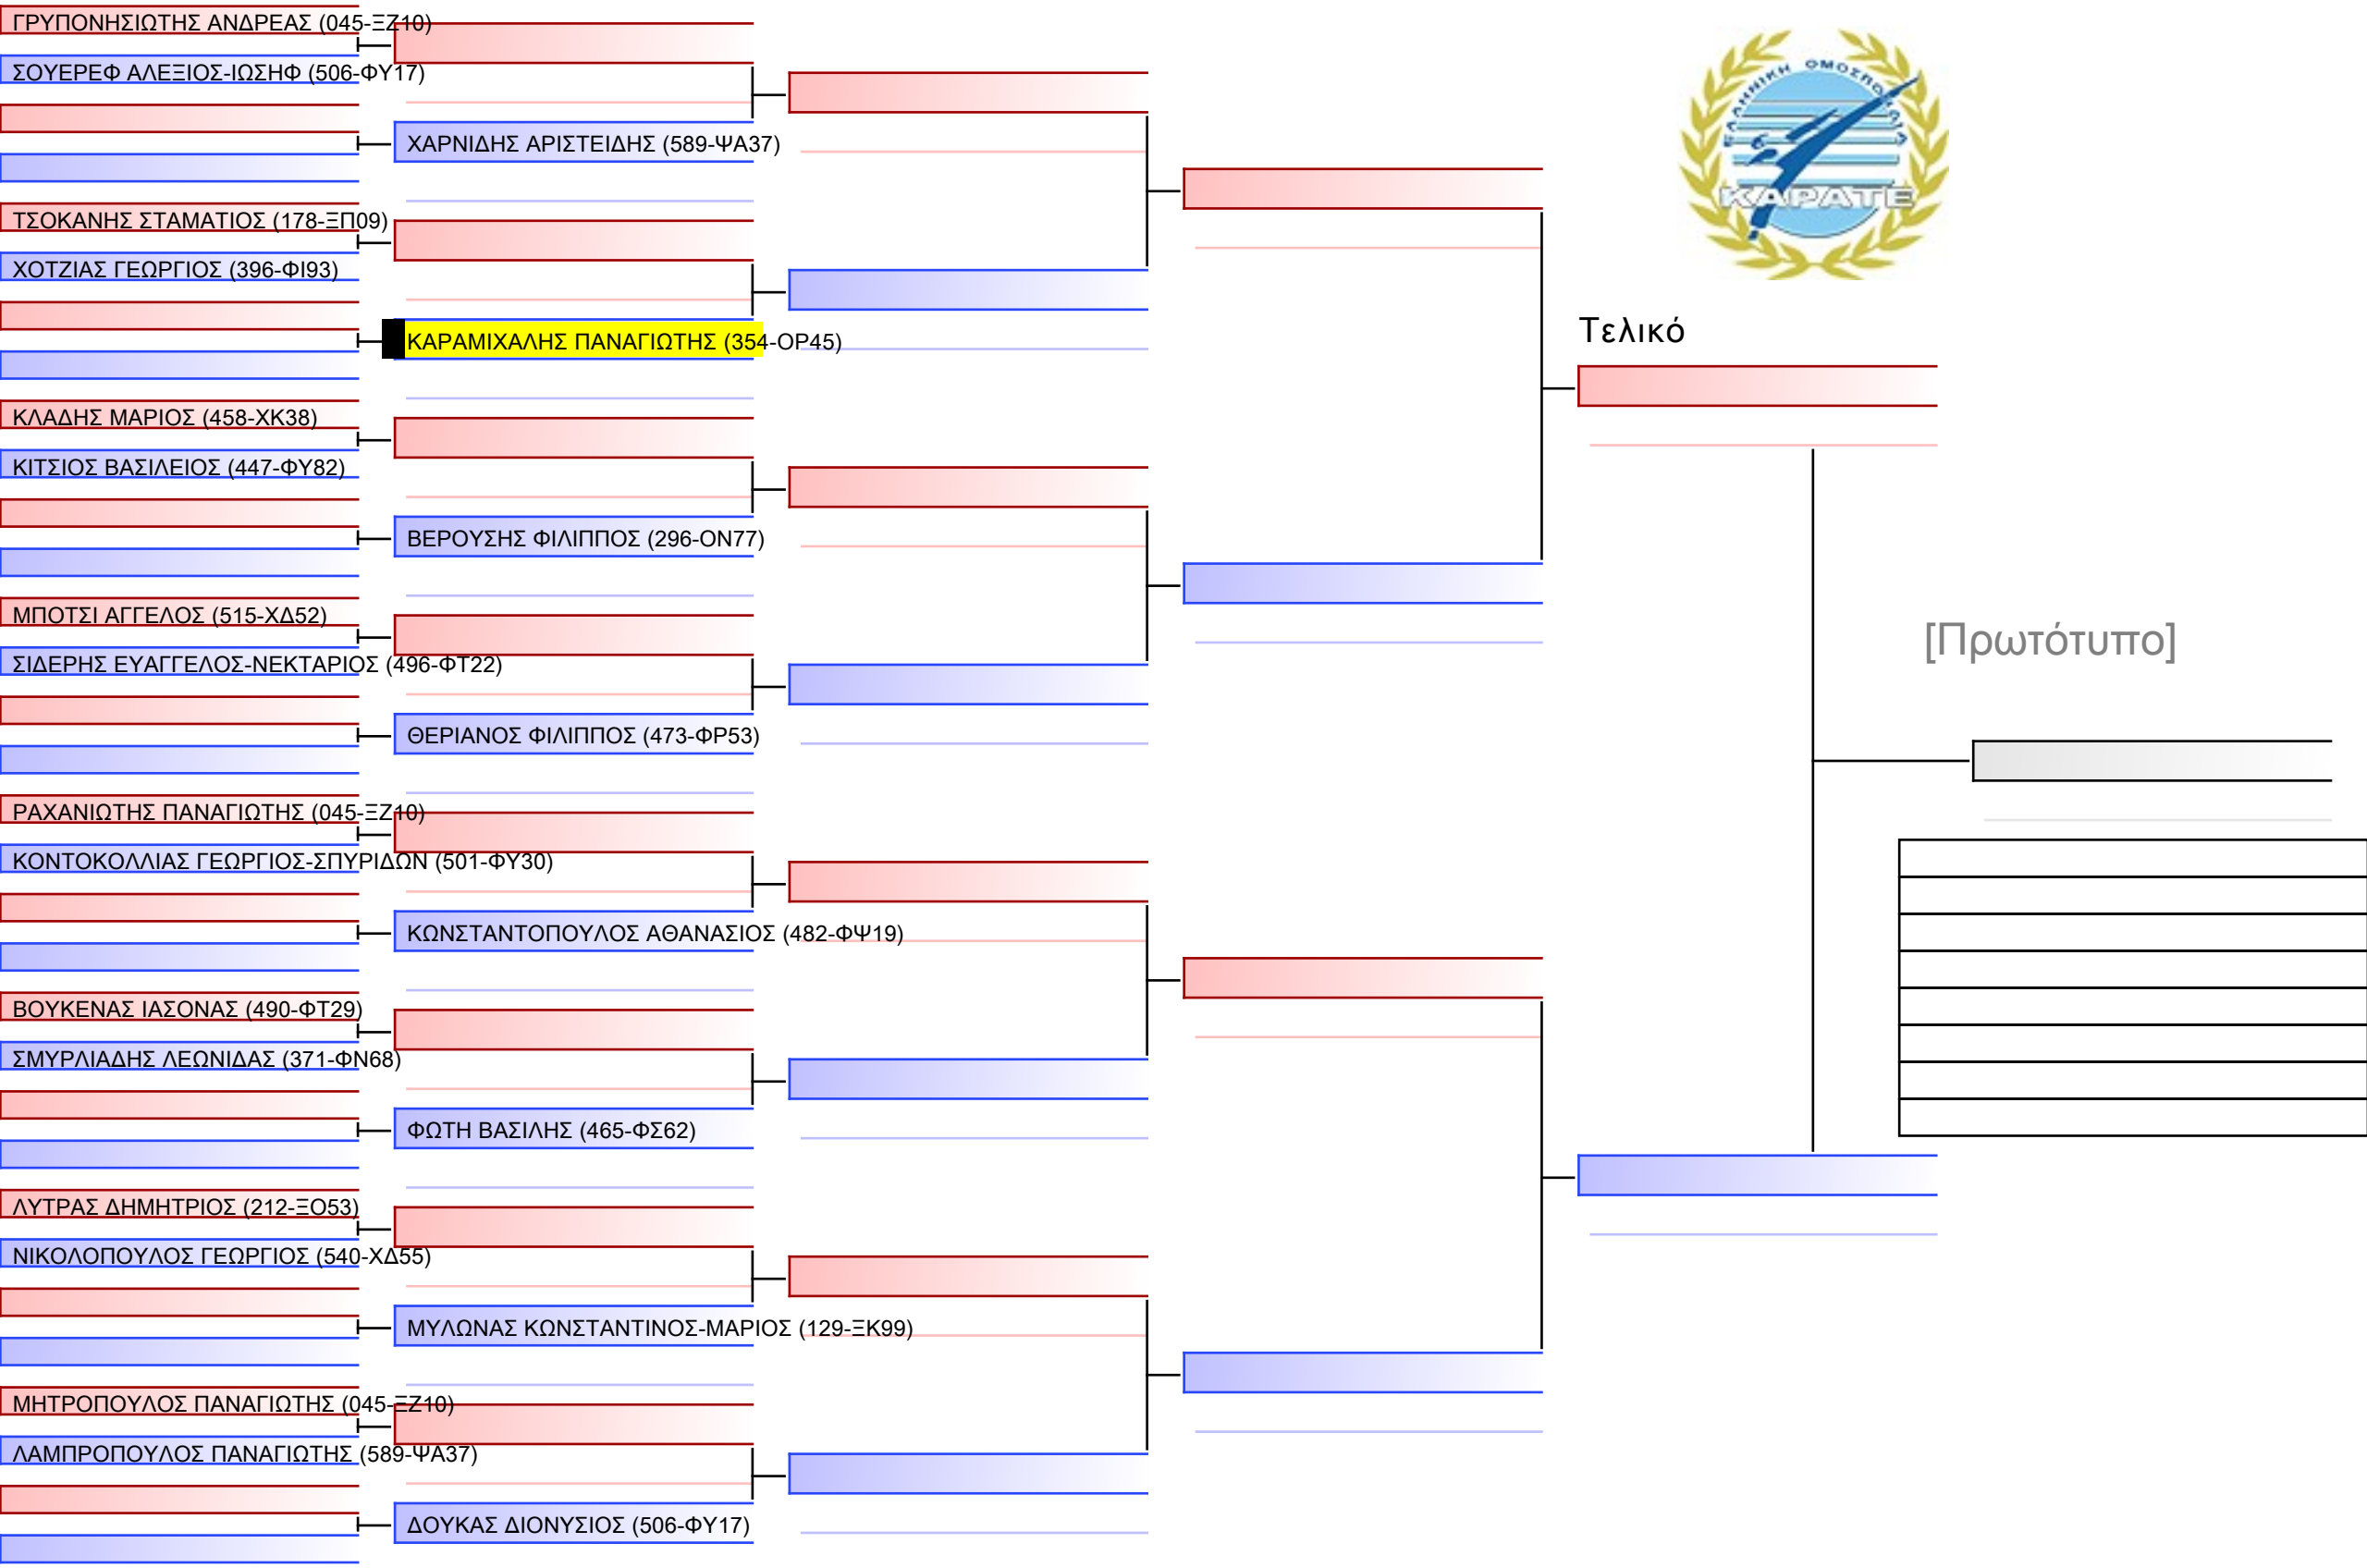 ΓΡΥΠΟΝΗΣΙΩΤΗΣ ΑΝΔΡΕΑΣ (045-ΞΖ10)
ΣΟΥΕΡΕΦ ΑΛΕΞΙΟΣ-ΙΩΣΗΦ (506-ΦΥ17)
ΤΣΟΚΑΝΗΣ ΣΤΑΜΑΤΙΟΣ (178-ΞΠ09)
ΧΟΤΖΙΑΣ ΓΕΩΡΓΙΟΣ (396-ΦΙ93)
ΚΛΑΔΗΣ ΜΑΡΙΟΣ (458-ΧΚ38)
ΚΙΤΣΙΟΣ ΒΑΣΙΛΕΙΟΣ (447-ΦΥ82)
ΜΠΟΤΣΙ ΑΓΓΕΛΟΣ (515-ΧΔ52)
ΣΙΔΕΡΗΣ ΕΥΑΓΓΕΛΟΣ-ΝΕΚΤΑΡΙΟΣ (496-ΦΤ22)
ΡΑΧΑΝΙΩΤΗΣ ΠΑΝΑΓΙΩΤΗΣ (045-ΞΖ10)
ΚΟΝΤΟΚΟΛΛΙΑΣ ΓΕΩΡΓΙΟΣ-ΣΠΥΡΙΔΩΝ (501-ΦΥ30)
ΒΟΥΚΕΝΑΣ ΙΑΣΟΝΑΣ (490-ΦΤ29)
ΣΜΥΡΛΙΑΔΗΣ ΛΕΩΝΙΔΑΣ (371-ΦΝ68)
ΛΥΤΡΑΣ ΔΗΜΗΤΡΙΟΣ (212-ΞΟ53)
ΝΙΚΟΛΟΠΟΥΛΟΣ ΓΕΩΡΓΙΟΣ (540-ΧΔ55)
ΜΗΤΡΟΠΟΥΛΟΣ ΠΑΝΑΓΙΩΤΗΣ (045-ΞΖ10)
ΛΑΜΠΡΟΠΟΥΛΟΣ ΠΑΝΑΓΙΩΤΗΣ (589-ΨΑ37)
ΧΑΡΝΙΔΗΣ ΑΡΙΣΤΕΙΔΗΣ (589-ΨΑ37)
ΚΑΡΑΜΙΧΑΛΗΣ ΠΑΝΑΓΙΩΤΗΣ (354-ΟΡ45)
ΒΕΡΟΥΣΗΣ ΦΙΛΙΠΠΟΣ (296-ΟΝ77)
ΘΕΡΙΑΝΟΣ ΦΙΛΙΠΠΟΣ (473-ΦΡ53)
ΚΩΝΣΤΑΝΤΟΠΟΥΛΟΣ ΑΘΑΝΑΣΙΟΣ (482-ΦΨ19)
ΦΩΤΗ ΒΑΣΙΛΗΣ (465-ΦΣ62)
ΜΥΛΩΝΑΣ ΚΩΝΣΤΑΝΤΙΝΟΣ-ΜΑΡΙΟΣ (129-ΞΚ99)
ΔΟΥΚΑΣ ΔΙΟΝΥΣΙΟΣ (506-ΦΥ17)
ΕΛΛΗΝΙΚΗ ΟΜΟΣΠΟΝΔΙΑ
ΚΑΡΑΤΕ
Τελικό
[Πρωτότυπο]